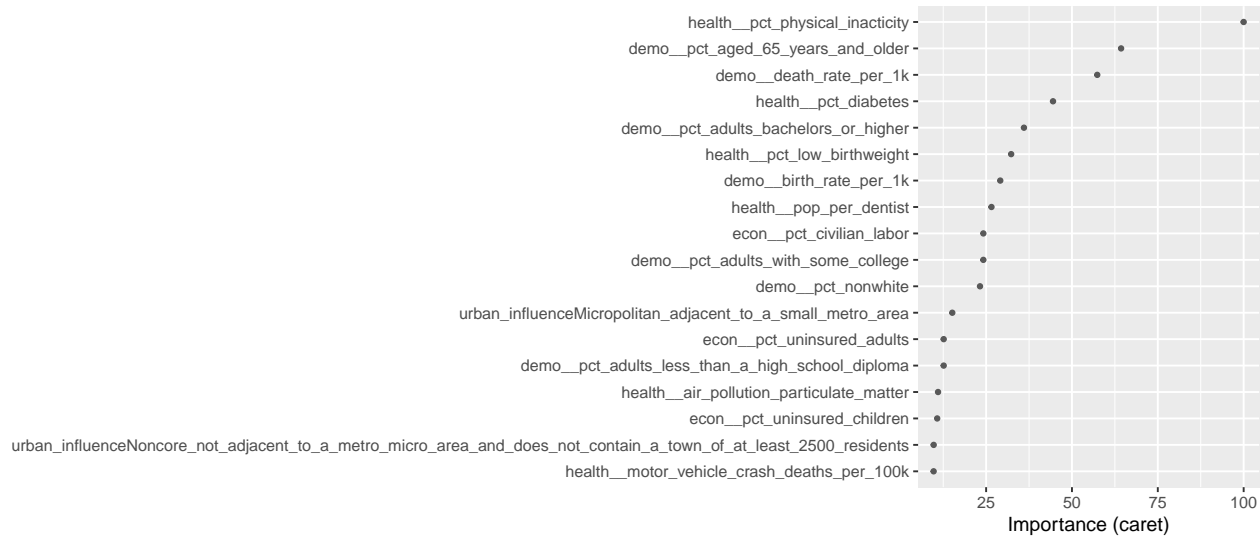 health__pct_physical_inacticity
demo__pct_aged_65_years_and_older
demo__death_rate_per_1k
health__pct_diabetes
demo__pct_adults_bachelors_or_higher
health__pct_low_birthweight
demo__birth_rate_per_1k
health__pop_per_dentist
econ__pct_civilian_labor
demo__pct_adults_with_some_college
demo__pct_nonwhite
urban_influenceMicropolitan_adjacent_to_a_small_metro_area
econ__pct_uninsured_adults
demo__pct_adults_less_than_a_high_school_diploma
health__air_pollution_particulate_matter
econ__pct_uninsured_children
urban_influenceNoncore_not_adjacent_to_a_metro_micro_area_and_does_not_contain_a_town_of_at_least_2500_residents
health__motor_vehicle_crash_deaths_per_100k
25 50 75 100
Importance (caret)